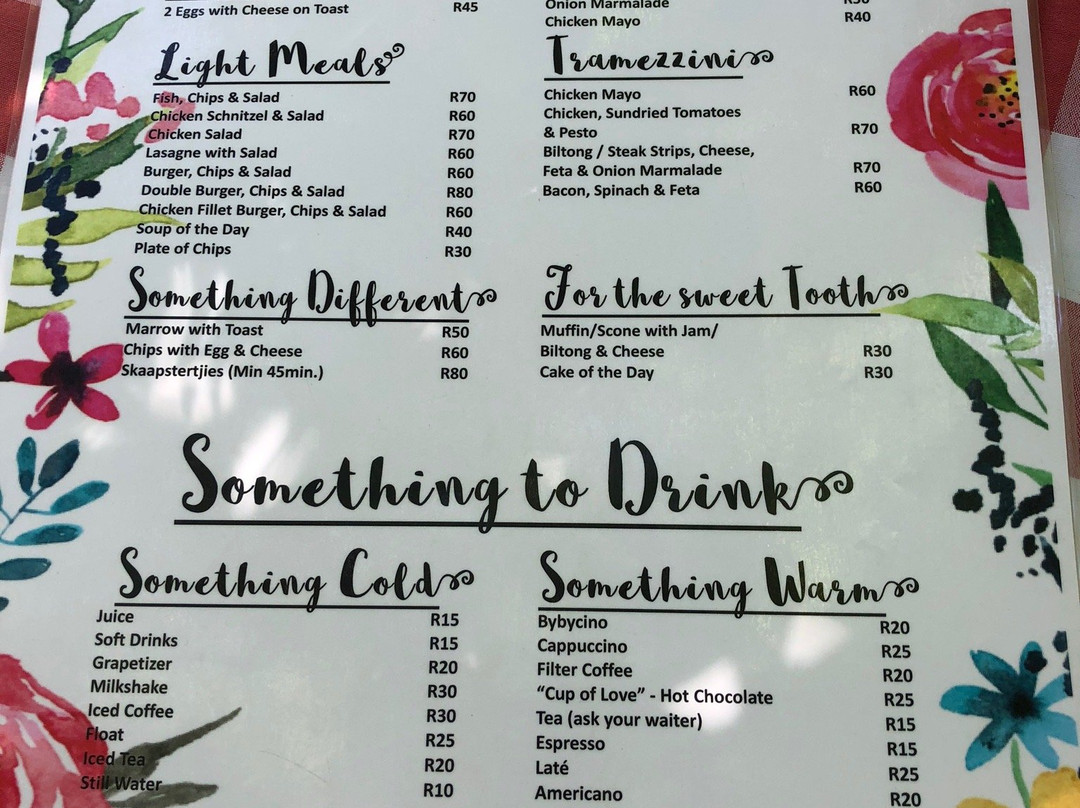 2 Eggs with Cheese on Toast R45
Onion Marmalade R50
Chicken Mayo R40
Light Meals
Fish, Chips & Salad R70
Chicken Schnitzel & Salad R60
Chicken Salad R70
Lasagne with Salad R60
Burger, Chips & Salad R60
Double Burger, Chips & Salad R80
Chicken Fillet Burger, Chips & Salad R60
Soup of the Day R40
Plate of Chips R30
Tramezzini
Chicken Mayo R60
Chicken, Sundried Tomatoes
& Pesto R70
Biltong / Steak Strips, Cheese,
Feta & Onion Marmalade R70
Bacon, Spinach & Feta R60
Something Different
Marrow with Toast R50
Chips with Egg & Cheese R60
Skaapstertjies (Min 45min.) R80
For the sweet Tooth
Muffin/Scone with Jam/
Biltong & Cheese R30
Cake of the Day R30
Something to Drink
Something Cold
Juice R15
Soft Drinks R15
Grapetizer R20
Milkshake R30
Iced Coffee R30
Float R25
Iced Tea R20
Still Water R10
Something Warm
Bybycino R20
Cappuccino R25
Filter Coffee R20
“Cup of Love” - Hot Chocolate R25
Tea (ask your waiter) R15
Espresso R15
Laté R25
Americano R20